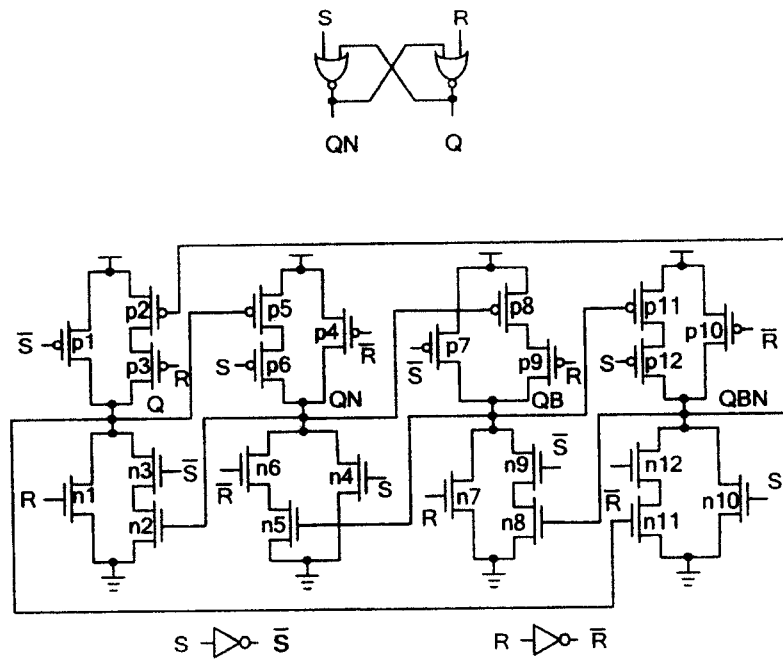 S R
QN Q
p2 p5 p8 p11
S̅ p1 p4 R̅ p7 p10 R̅
p3 R S p6 S̅ p9 R̅ S p12
Q QN QB QBN
n3 S̅ n6 n4 S n9 S̅ n12 S
R n1 R̅ R n7 R̅ n10
n2 n5 n8 n11
S S̅ R R̅